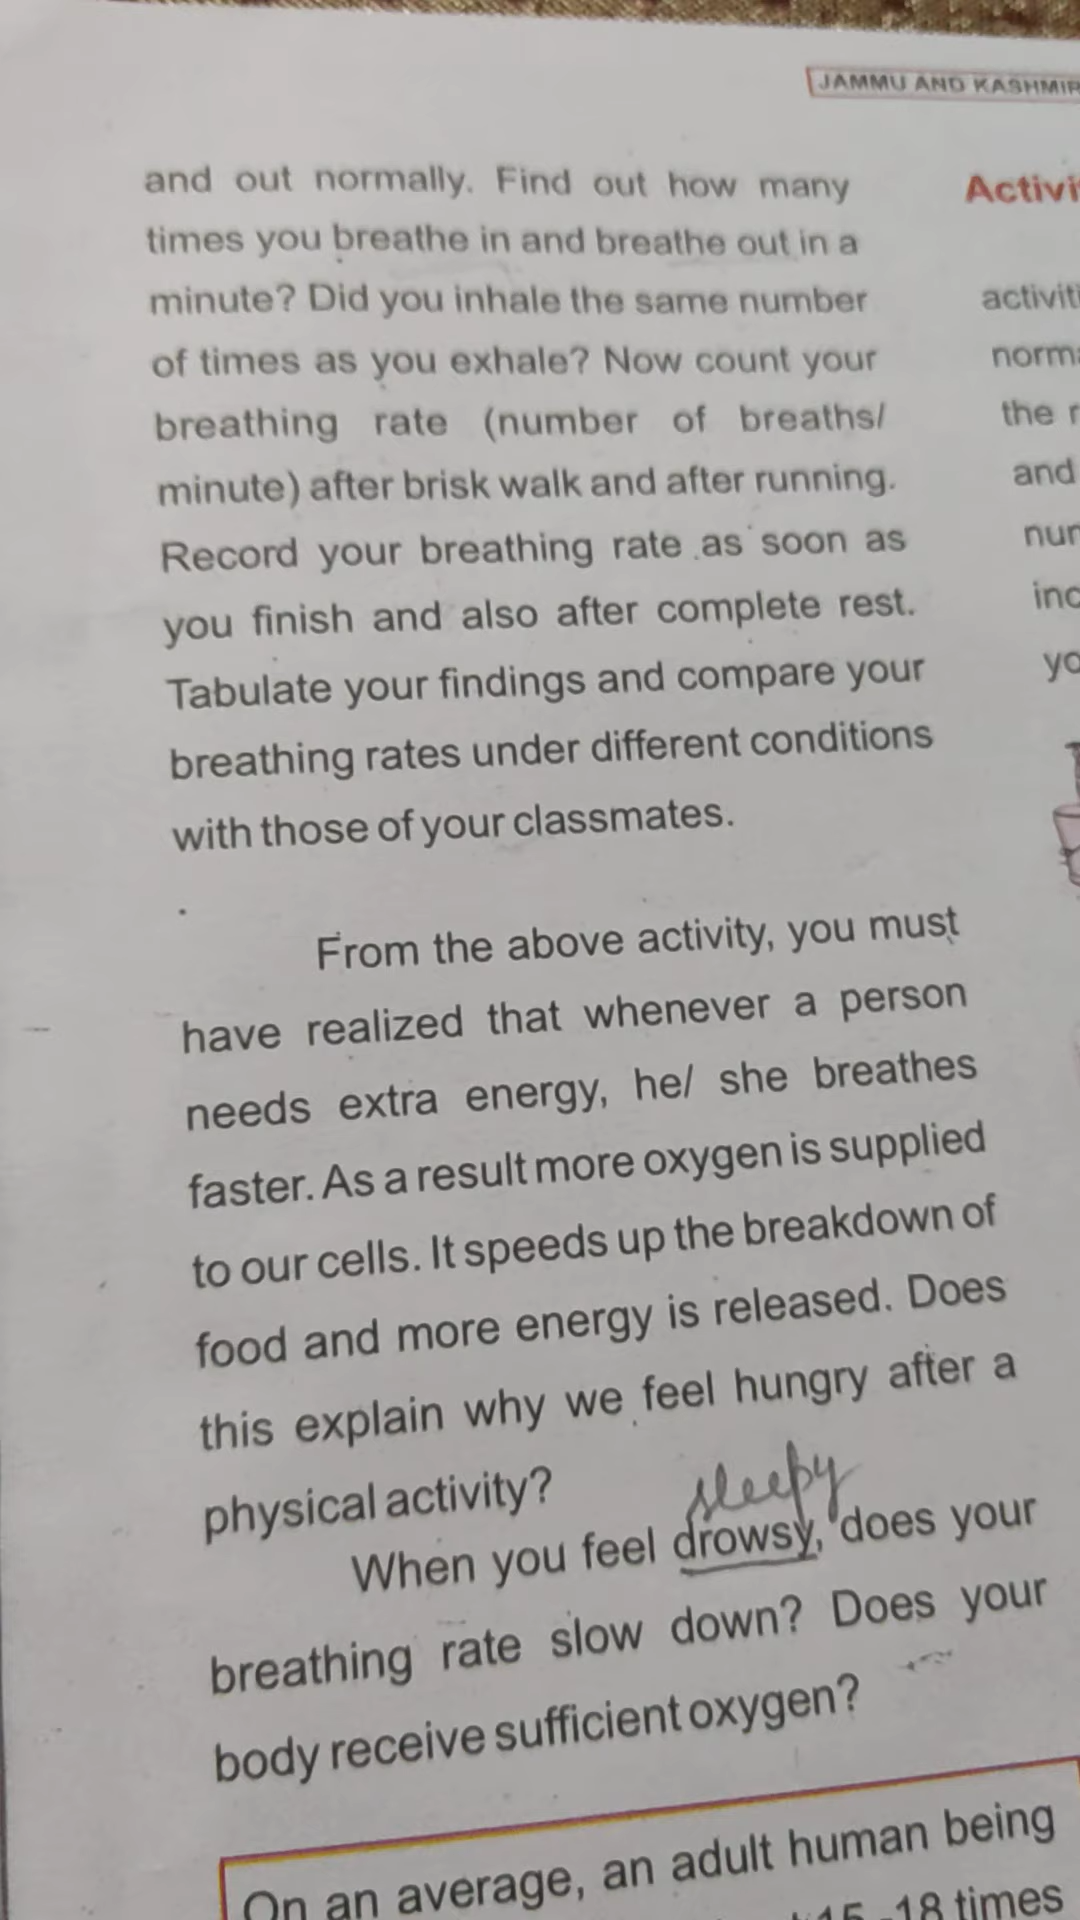 JAMMU AND KASHMIR
and out normally. Find out how many
times you breathe in and breathe out in a
minute? Did you inhale the same number
of times as you exhale? Now count your
breathing rate (number of breaths/
minute) after brisk walk and after running.
Record your breathing rate as soon as
you finish and also after complete rest.
Tabulate your findings and compare your
breathing rates under different conditions
with those of your classmates.
From the above activity, you must
have realized that whenever a person
needs extra energy, he/ she breathes
faster. As a result more oxygen is supplied
to our cells. It speeds up the breakdown of
food and more energy is released. Does
this explain why we feel hungry after a
physical activity?
sleepy
When you feel drowsy, does your
breathing rate slow down? Does your
body receive sufficient oxygen?
On an average, an adult human being
15-18 times
Activi
activiti
norma
the r
and
nur
inc
yo